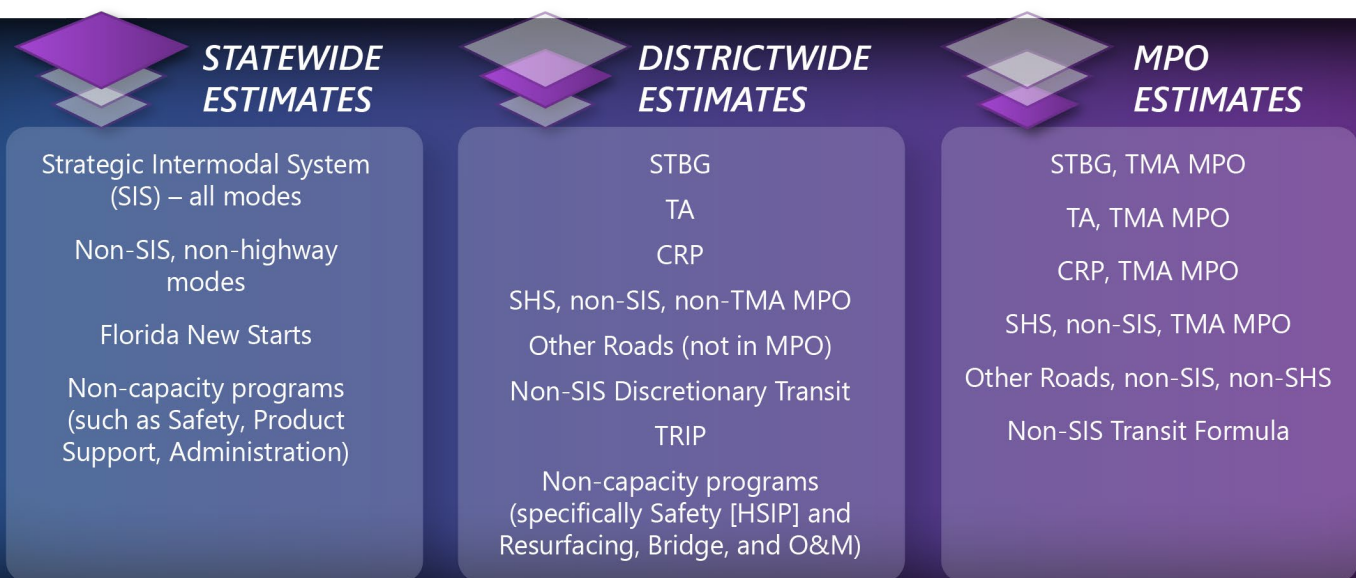 STATEWIDE
ESTIMATES
Strategic Intermodal System
(SIS) – all modes
Non-SIS, non-highway
modes
Florida New Starts
Non-capacity programs
(such as Safety, Product
Support, Administration)
DISTRICTWIDE
ESTIMATES
STBG
TA
CRP
SHS, non-SIS, non-TMA MPO
Other Roads (not in MPO)
Non-SIS Discretionary Transit
TRIP
Non-capacity programs
(specifically Safety [HSIP] and
Resurfacing, Bridge, and O&M)
MPO
ESTIMATES
STBG, TMA MPO
TA, TMA MPO
CRP, TMA MPO
SHS, non-SIS, TMA MPO
Other Roads, non-SIS, non-SHS
Non-SIS Transit Formula